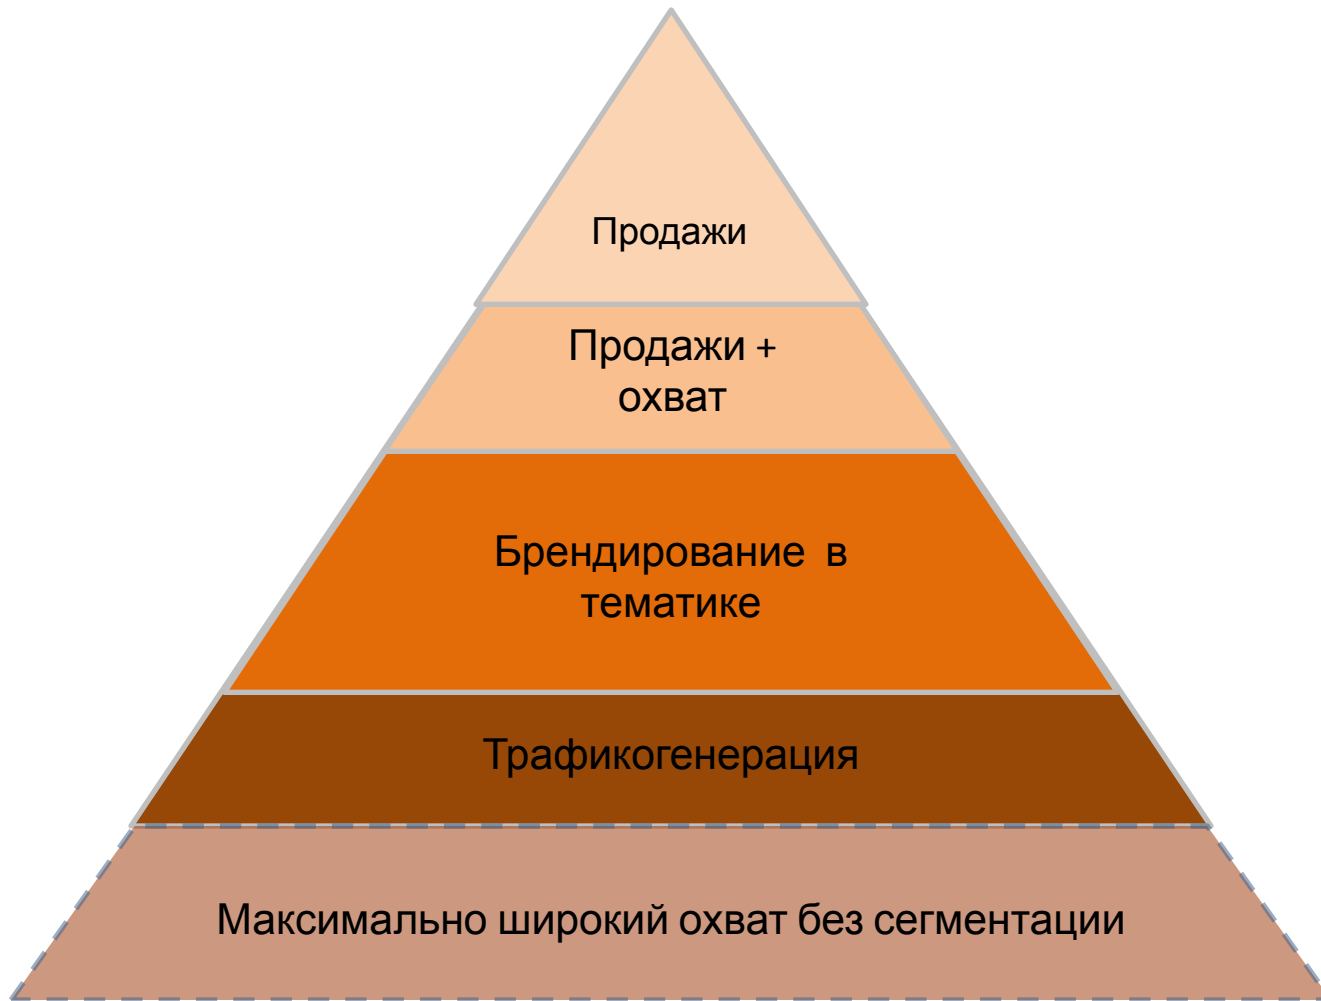 Продажи
Продажи +
охват
Брендирование в
тематике
Трафикогенерация
Максимально широкий охват без сегментации